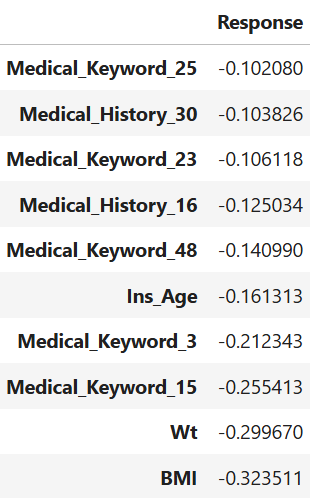 Response
Medical_Keyword_25 -0.102080
Medical_History_30 -0.103826
Medical_Keyword_23 -0.106118
Medical_History_16 -0.125034
Medical_Keyword_48 -0.140990
Ins_Age -0.161313
Medical_Keyword_3 -0.212343
Medical_Keyword_15 -0.255413
Wt -0.299670
BMI -0.323511